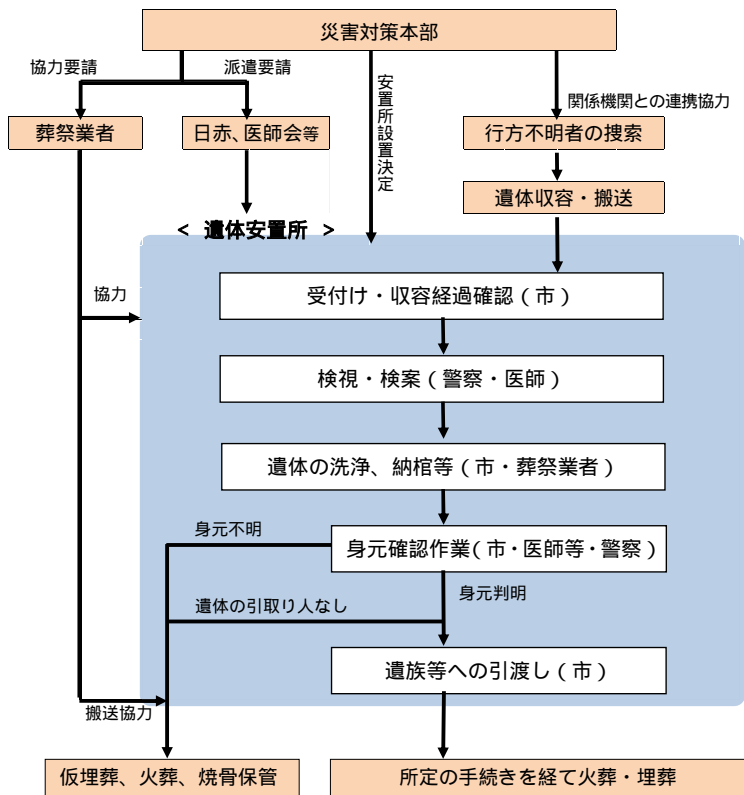 災害対策本部
協力要請
派遣要請
安置所設置決定
関係機関との連携協力
葬祭業者
日赤、医師会等
行方不明者の捜索
遺体収容・搬送
< 遺体安置所 >
受付け・収容経過確認(市)
協力
検視・検案(警察・医師)
遺体の洗浄、納棺等(市・葬祭業者)
身元不明
身元確認作業(市・医師等・警察)
身元判明
遺体の引取り人なし
遺族等への引渡し(市)
搬送協力
仮埋葬、火葬、焼骨保管
所定の手続きを経て火葬・埋葬